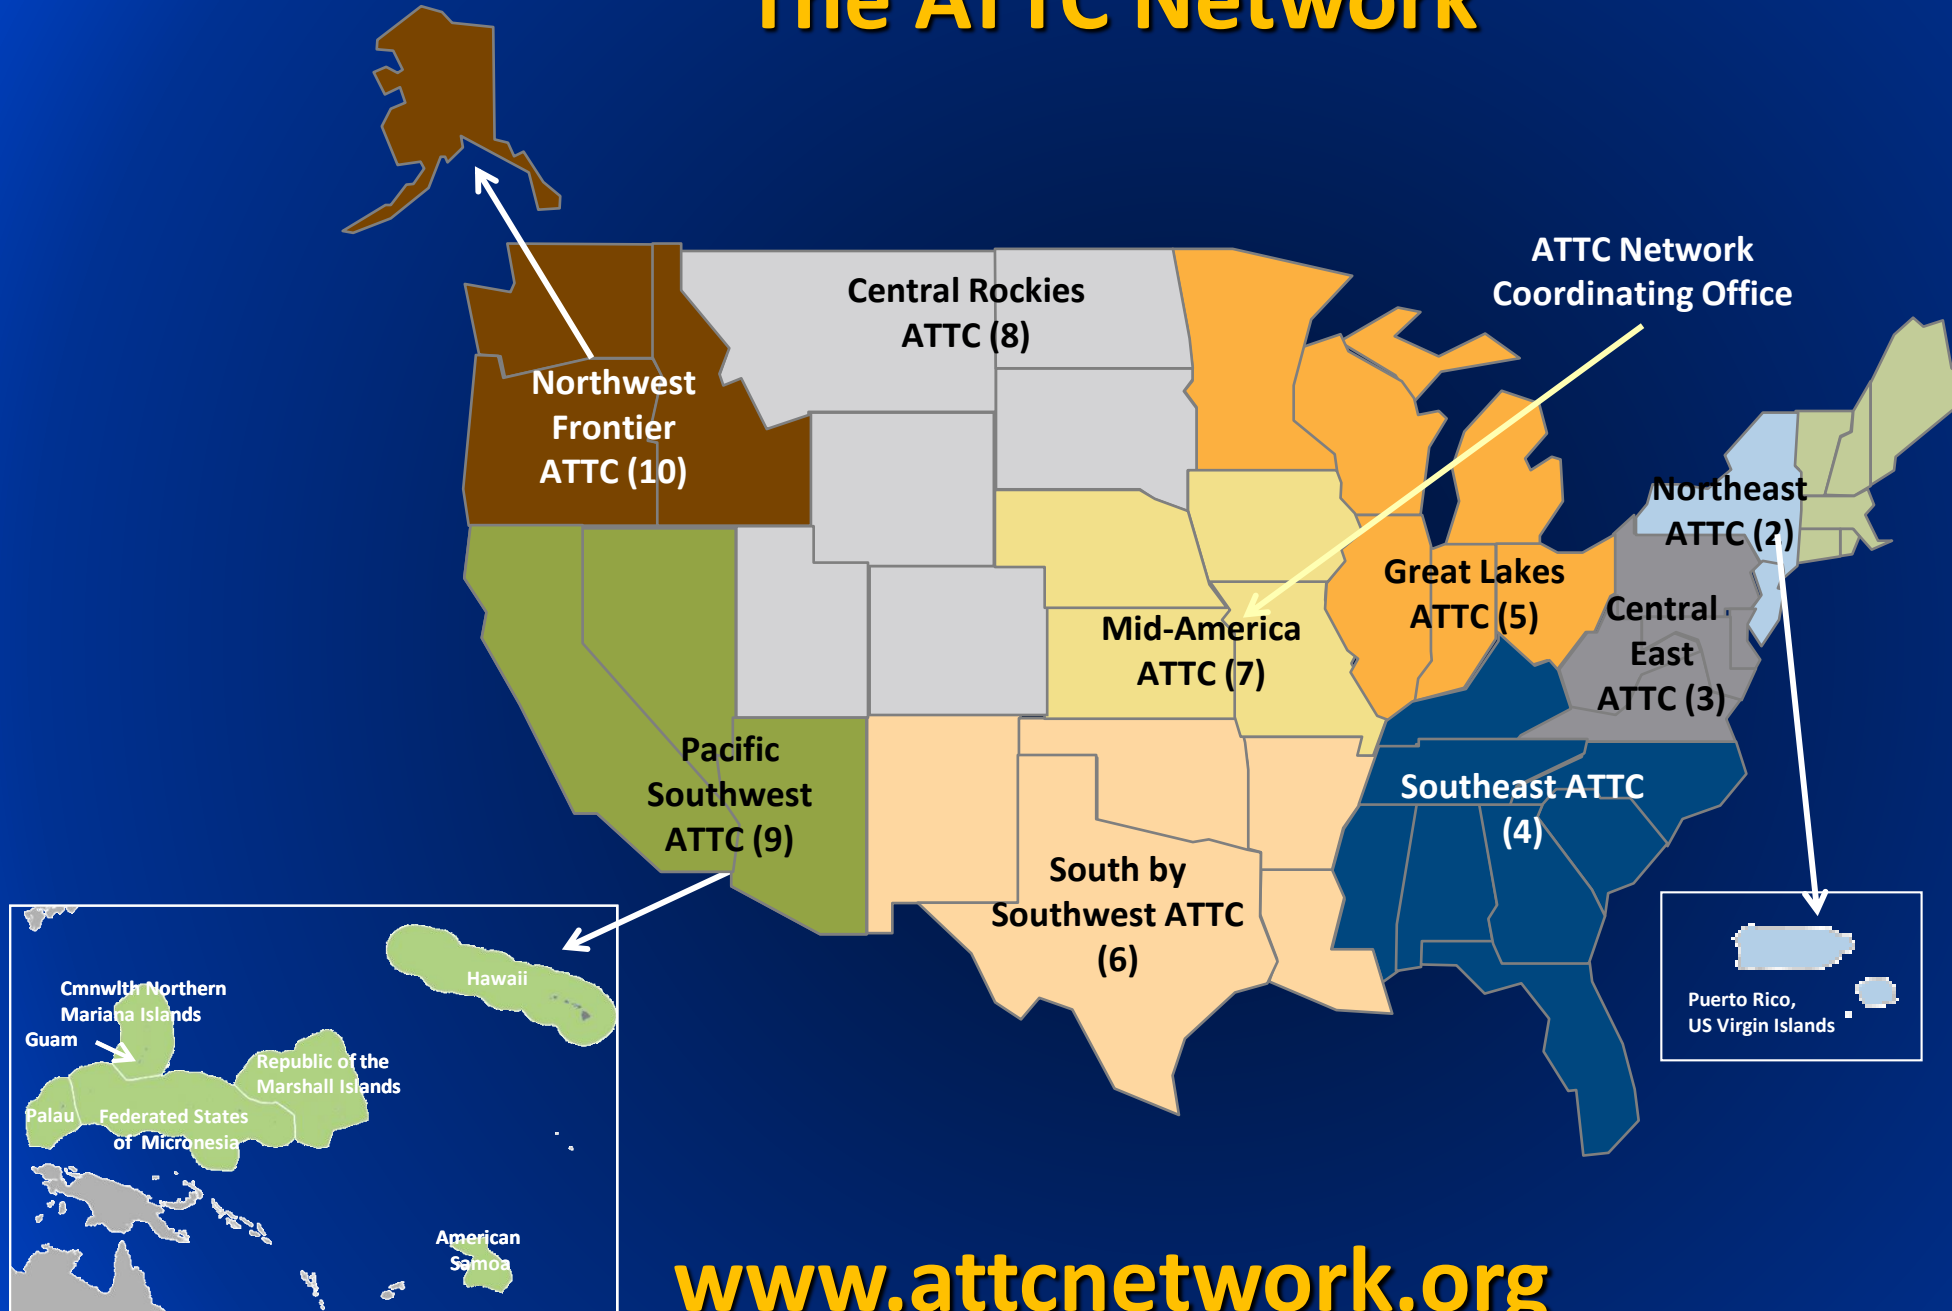 The ATTC Network
ATTC Network
Coordinating Office
Central Rockies
ATTC (8)
Northwest
Frontier
ATTC (10)
Northeast
ATTC (2)
Great Lakes
ATTC (5)
Central
East
ATTC (3)
Mid-America
ATTC (7)
Pacific
Southwest
ATTC (9)
Southeast ATTC
(4)
South by
Southwest ATTC
(6)
Hawaii
Cmnwlth Northern
Mariana Islands
Guam
Republic of the
Marshall Islands
Palau
Federated States
of Micronesia
American
Samoa
Puerto Rico,
US Virgin Islands
www.attcnetwork.org